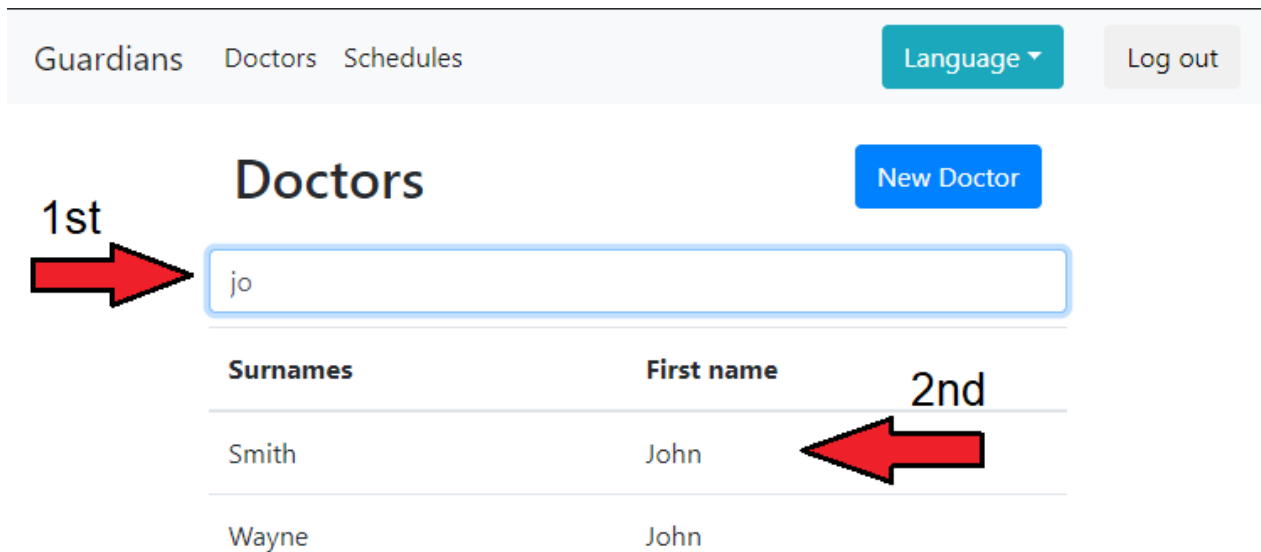 Guardians Doctors Schedules Language Log out
Doctors New Doctor
1st
jo
Surnames First name
2nd
Smith John
Wayne John